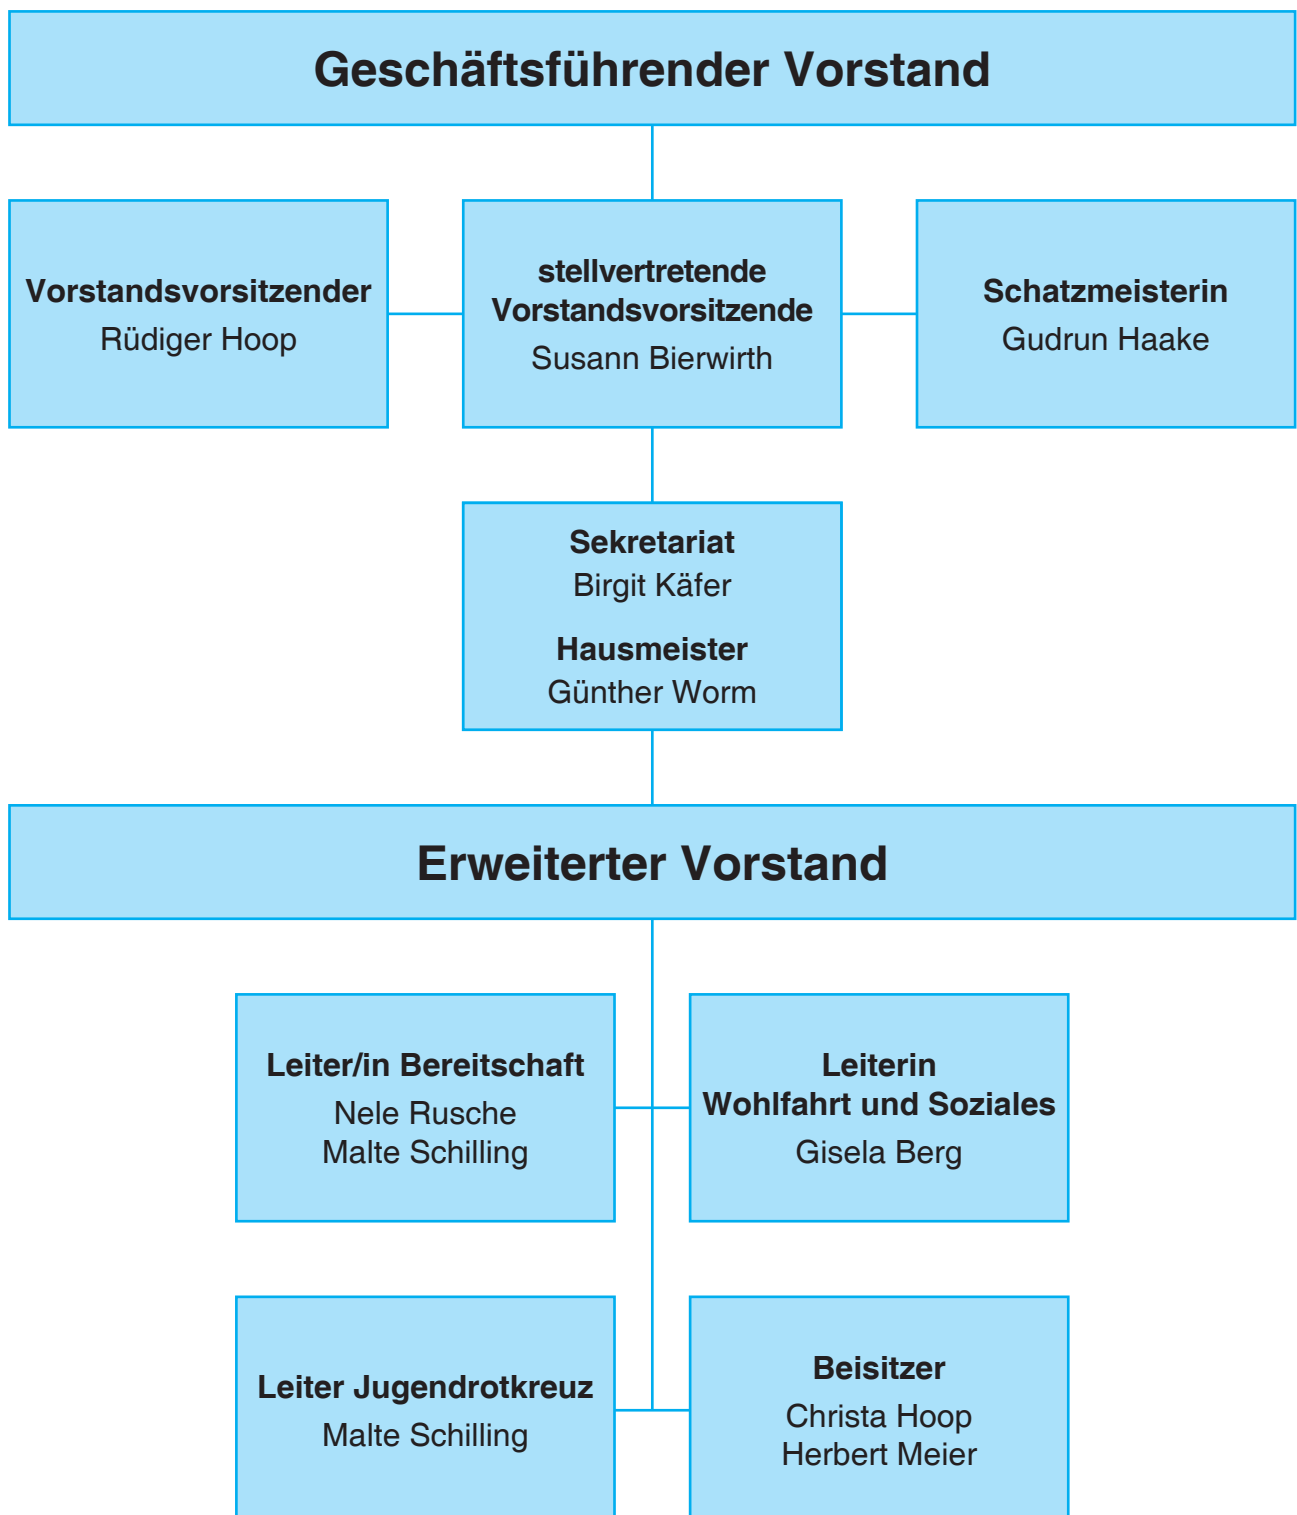 Geschäftsführender Vorstand
Vorstandsvorsitzender
Rüdiger Hoop
stellvertretende
Vorstandsvorsitzende
Susann Bierwirth
Schatzmeisterin
Gudrun Haake
Sekretariat
Birgit Käfer
Hausmeister
Günther Worm
Erweiterter Vorstand
Leiter/in Bereitschaft
Nele Rusche
Malte Schilling
Leiterin
Wohlfahrt und Soziales
Gisela Berg
Leiter Jugendrotkreuz
Malte Schilling
Beisitzer
Christa Hoop
Herbert Meier